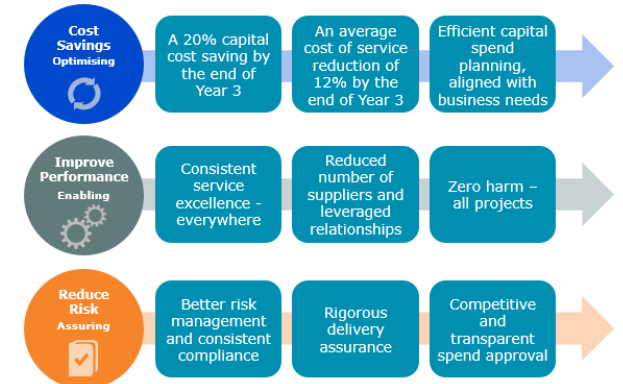 Cost
Savings
Optimising
A 20% capital
cost saving by
the end of
Year 3
An average
cost of service
reduction of
12% by the
end of Year 3
Efficient capital
spend
planning,
aligned with
business needs
Improve
Performance
Enabling
Consistent
service
excellence -
everywhere
Reduced
number of
suppliers and
leveraged
relationships
Zero harm –
all projects
Reduce
Risk
Assuring
Better risk
management
and consistent
compliance
Rigorous
delivery
assurance
Competitive
and
transparent
spend approval